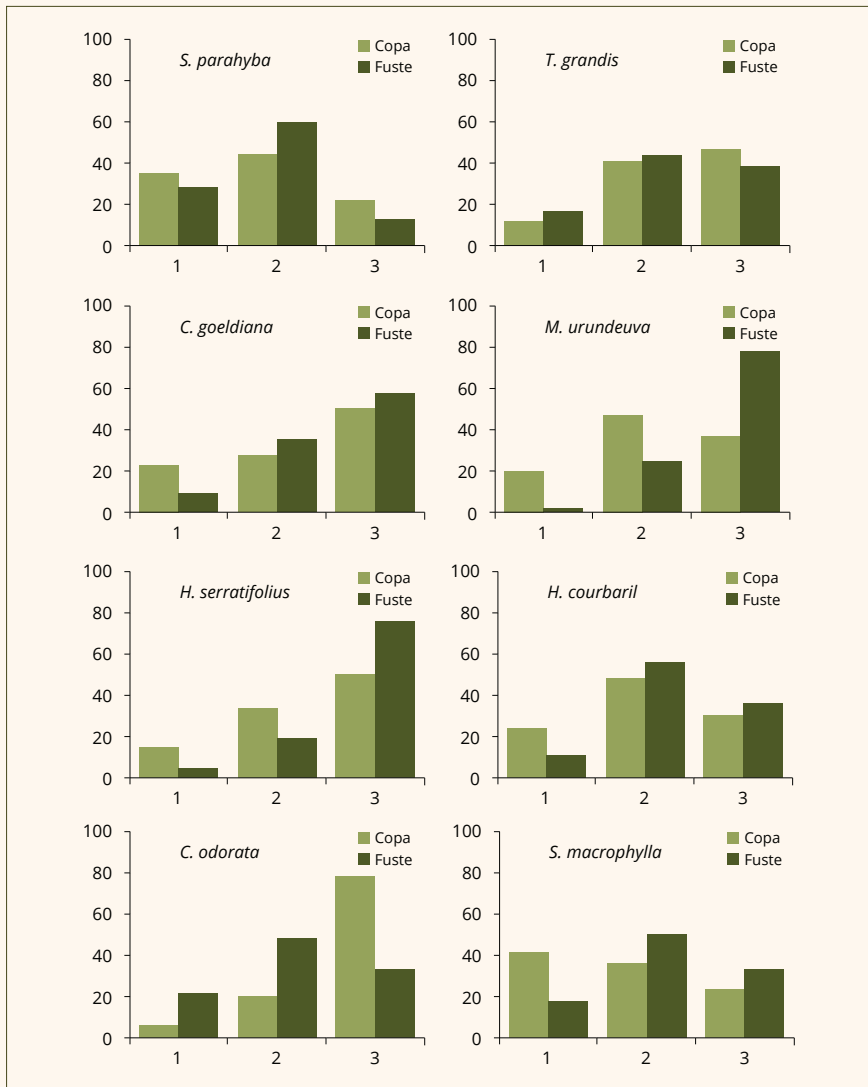 S. parahyba
Copa
Fuste
100
80
60
40
20
0
1 2 3
T. grandis
Copa
Fuste
100
80
60
40
20
0
1 2 3
C. goeldiana
Copa
Fuste
100
80
60
40
20
0
1 2 3
M. urundeuva
Copa
Fuste
100
80
60
40
20
0
1 2 3
H. serratifolius
Copa
Fuste
100
80
60
40
20
0
1 2 3
H. courbaril
Copa
Fuste
100
80
60
40
20
0
1 2 3
C. odorata
Copa
Fuste
100
80
60
40
20
0
1 2 3
S. macrophylla
Copa
Fuste
100
80
60
40
20
0
1 2 3